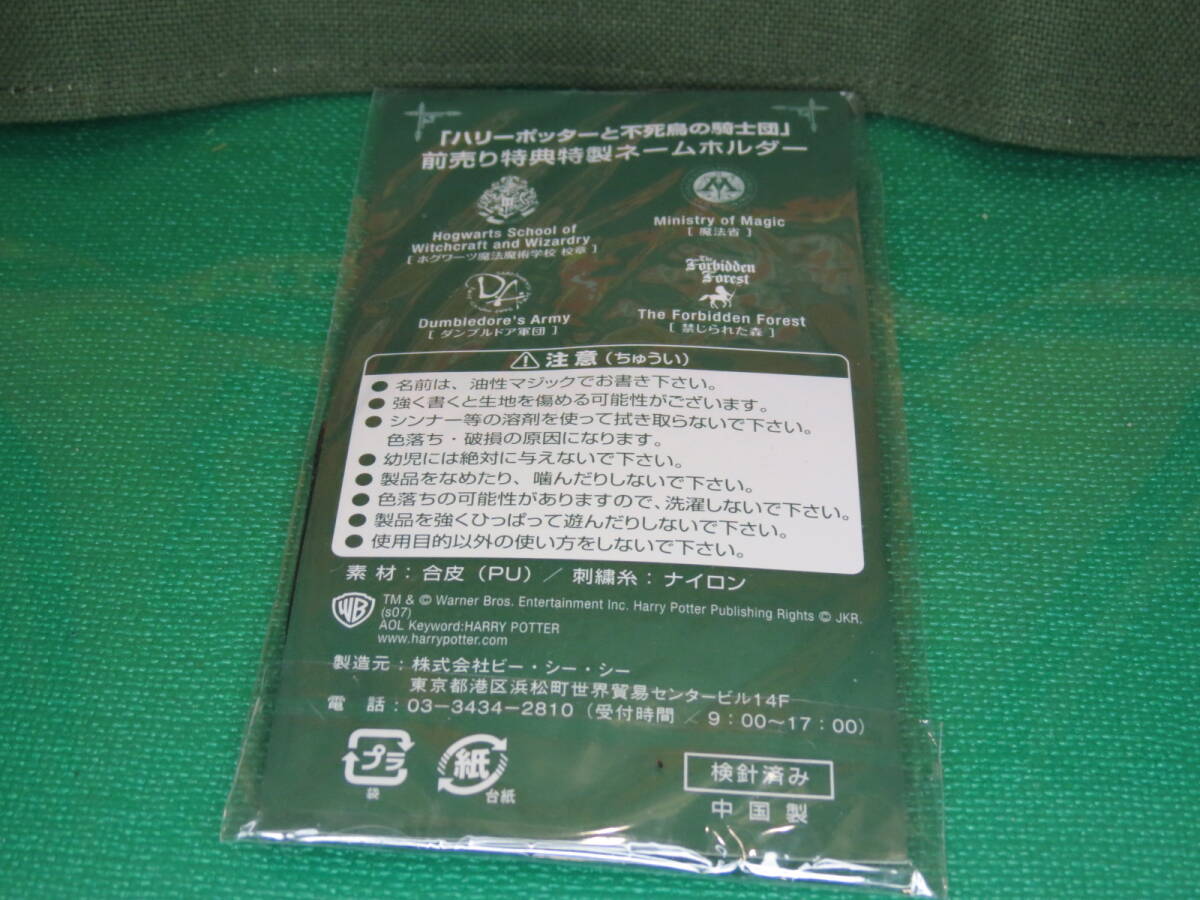 「ハリーポッターと不死鳥の騎士団」
前売り特典特製ネームホルダー
Hogwarts School of
Witchcraft and Wizardry
[ ホグワーツ魔法魔術学校 校章 ]
M
Ministry of Magic
[ 魔法省 ]
DA
Dumbledore's Army
[ ダンブルドア軍団 ]
The
Forbidden
Forest
The Forbidden Forest
[ 禁じられた森 ]
⚠ 注意(ちゅうい)
● 名前は、油性マジックでお書き下さい。
● 強く書くと生地を傷める可能性がございます。
● シンナー等の溶剤を使って拭き取らないで下さい。
色落ち・破損の原因になります。
● 幼児には絶対に与えないで下さい。
● 製品をなめたり、噛んだりしないで下さい。
● 色落ちの可能性がありますので、洗濯しないで下さい。
● 製品を強くひっぱって遊んだりしないで下さい。
● 使用目的以外の使い方をしないで下さい。
素 材:合皮(PU)/ 刺繍糸:ナイロン
WB
TM & © Warner Bros. Entertainment Inc. Harry Potter Publishing Rights © JKR.
(s07)
AOL Keyword:HARRY POTTER
www.harrypotter.com
製造元:株式会社ビー・シー・シー
東京都港区浜松町世界貿易センタービル14F
電 話:03-3434-2810(受付時間 / 9:00~17:00)
プラ
袋
紙
台紙
検針済み
中国製